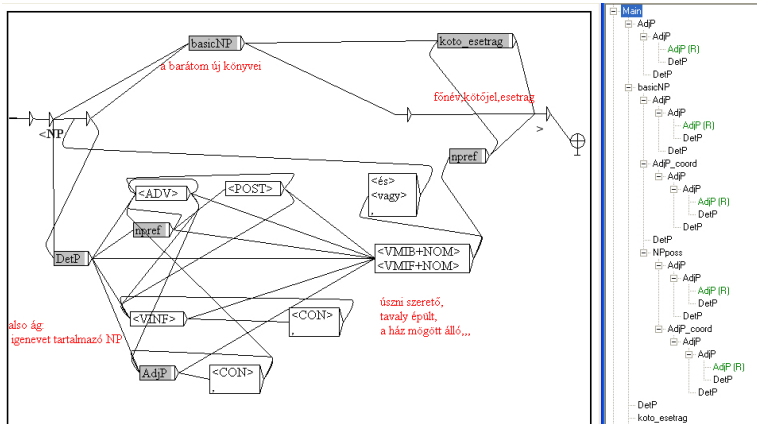 basicNP
koto_esetrag
a barátom új könyvei
főnév,kötőjel,esetrag
<NP
>
npref
<és>
<vagy>
,
<ADV>
<POST>
npref
DetP
<VMIB+NOM>
<VMIF+NOM>
<VINF>
<CON>
,
úszni szerető,
tavaly épült,
a ház mögött álló,,,
also ág:
igenevet tartalmazó NP
AdjP
<CON>
,
Main
AdjP
AdjP
AdjP (R)
DetP
DetP
basicNP
AdjP
AdjP
AdjP (R)
DetP
DetP
AdjP_coord
AdjP
AdjP
AdjP (R)
DetP
DetP
DetP
NPposs
AdjP
AdjP
AdjP (R)
DetP
DetP
AdjP_coord
AdjP
AdjP
AdjP (R)
DetP
DetP
DetP
koto_esetrag